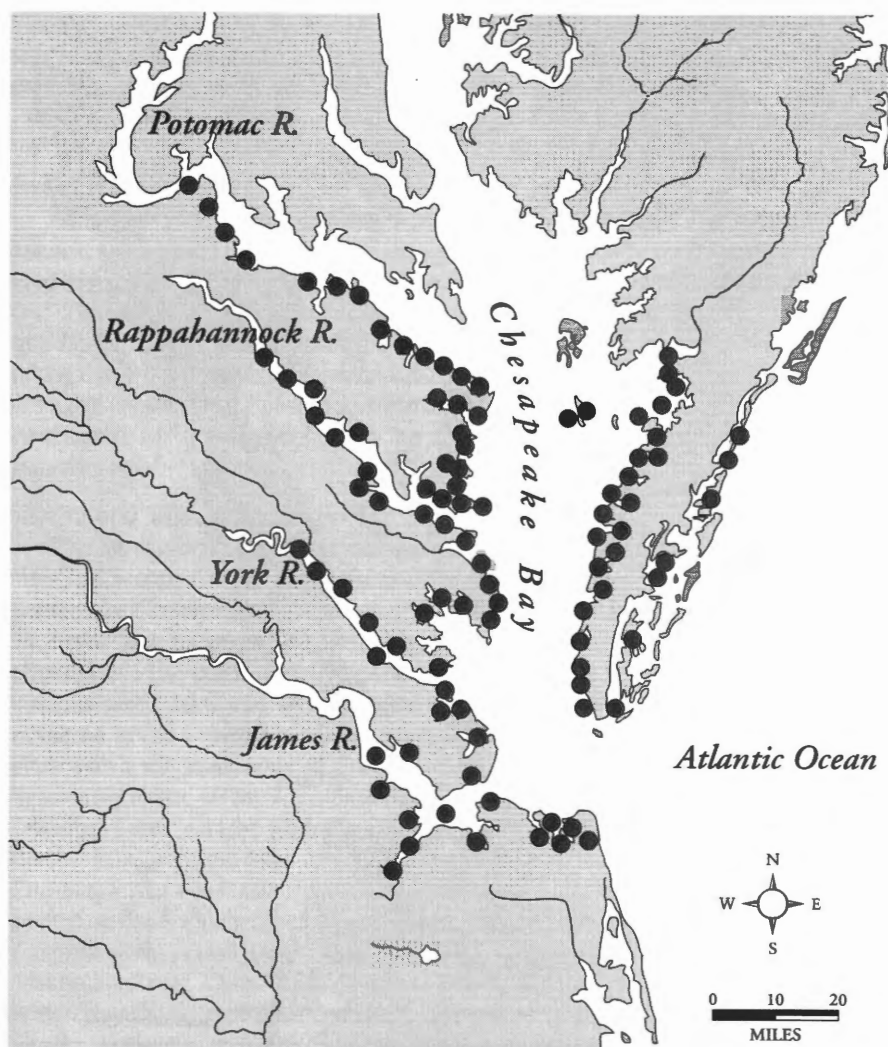 Potomac R.
Rappahannock R.
Chesapeake Bay
York R.
James R.
Atlantic Ocean
N
W E
S
0 10 20
MILES